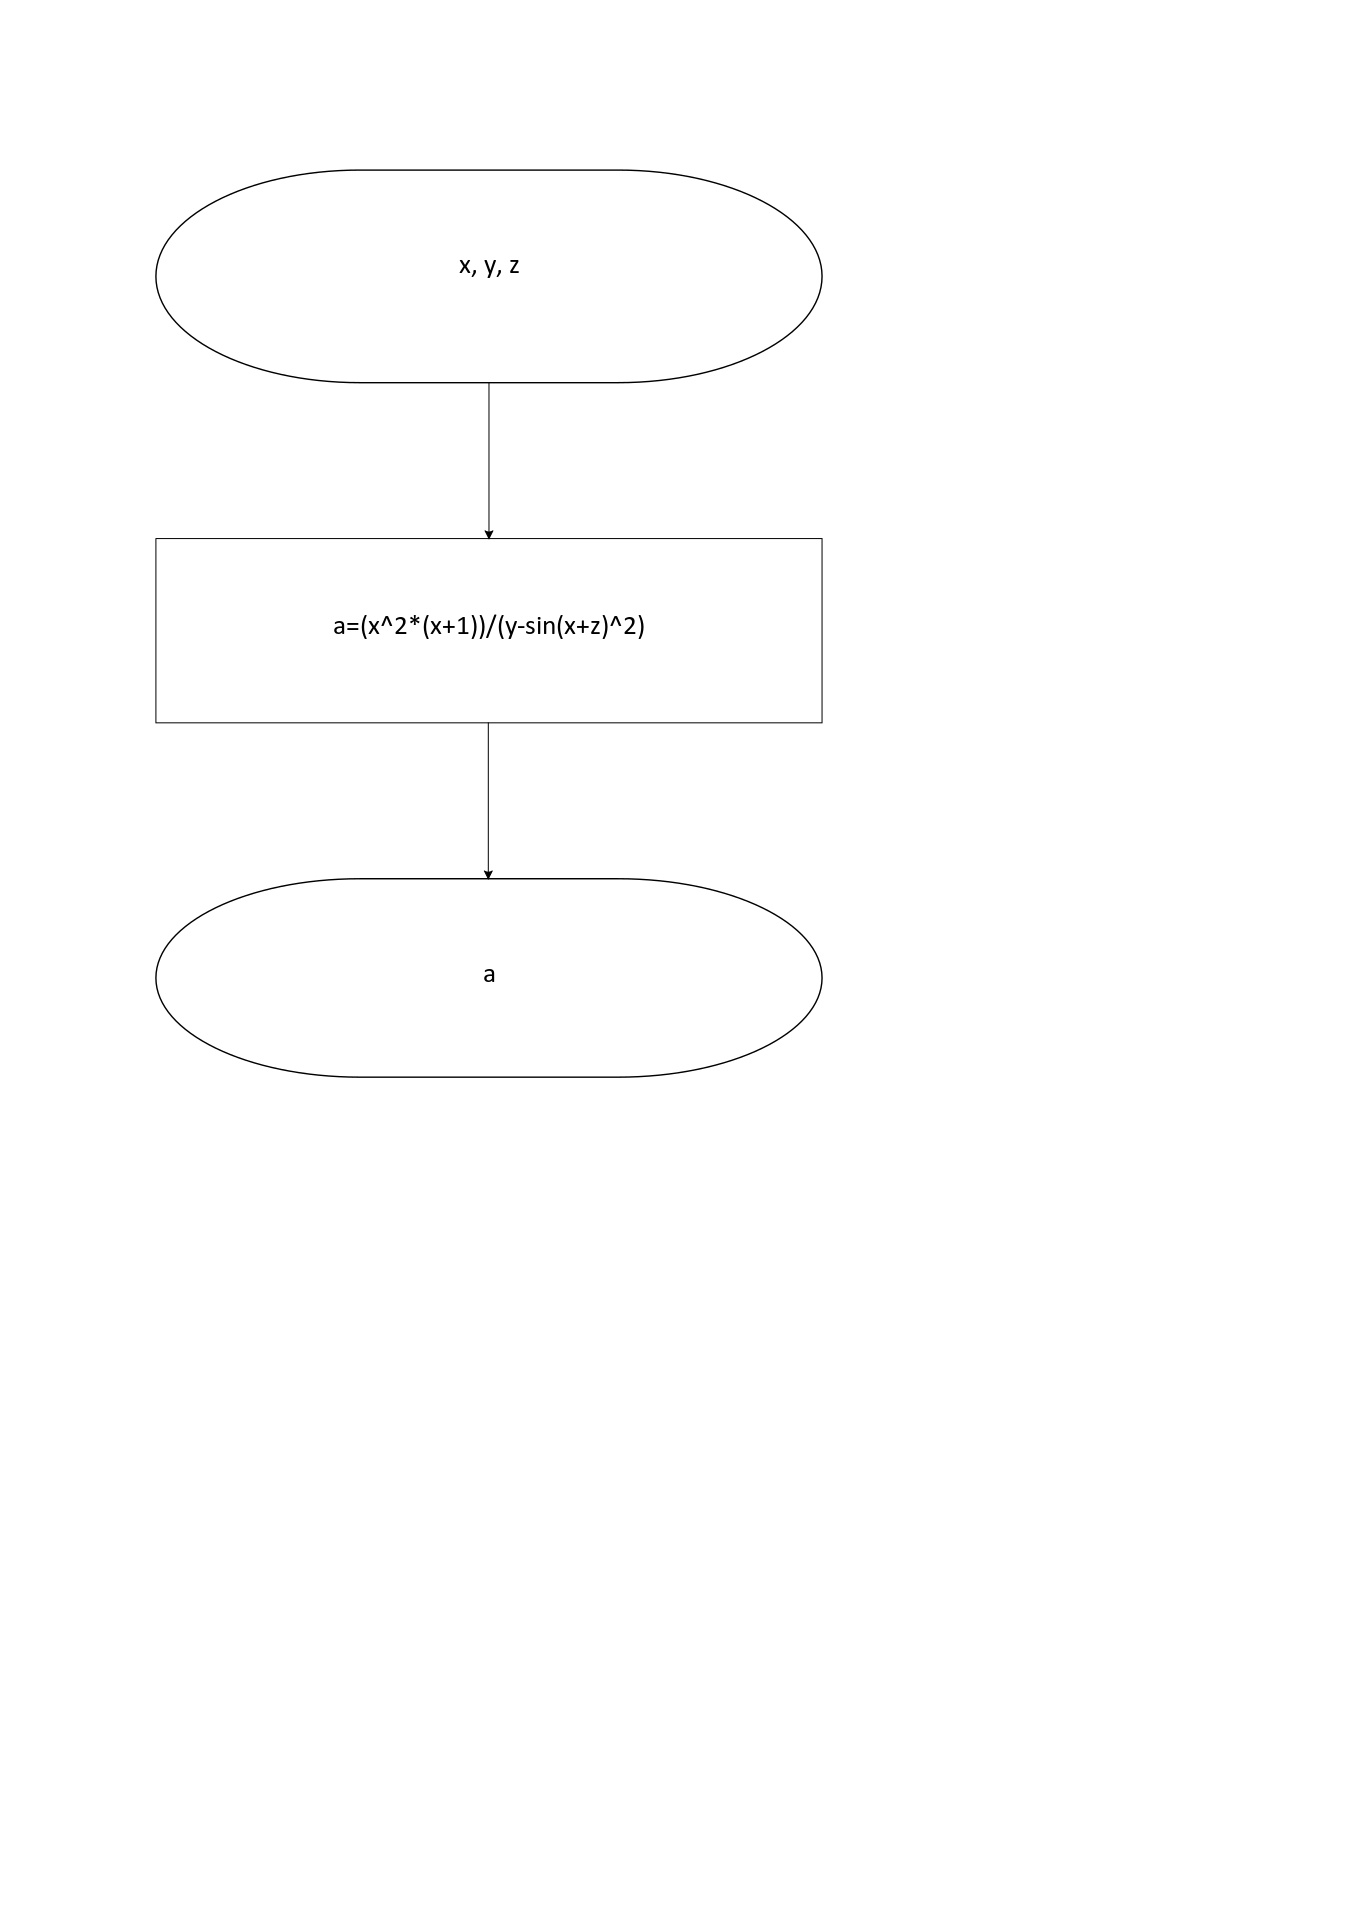 x, y, z
a=(x^2*(x+1))/(y-sin(x+z)^2)
a